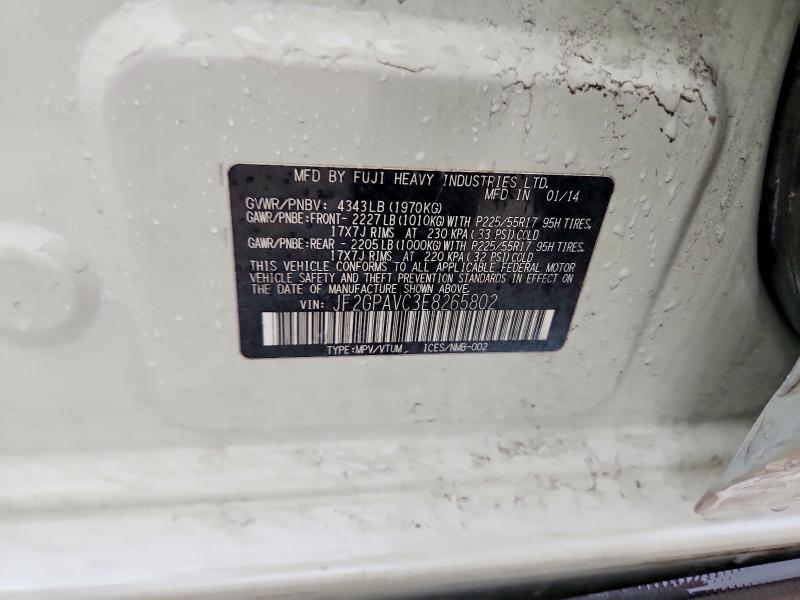 MFD BY FUJI HEAVY INDUSTRIES LTD.
MFD IN 01/14
GVWR/PNBV: 4343LB (1970KG)
GAWR/PNBE:FRONT- 2227LB(1010KG)WITH P225/55R17 95H TIRES,
17X7J RIMS AT 230 KPA( 33 PSI)COLD
GAWR/PNBE:REAR - 2205LB(1000KG)WITH P225/55R17 95H TIRES,
17X7J RIMS AT 220 KPA( 32 PSI)COLD
THIS VEHICLE CONFORMS TO ALL APPLICABLE FEDERAL MOTOR
VEHICLE SAFETY AND THEFT PREVENTION STANDARDS IN EFFECT ON
THE DATE OF MANUFACTURE SHOWN ABOVE.
VIN: JF2GPAVC3E8265802
TYPE:MPV/VTUM ICES/NMB-002